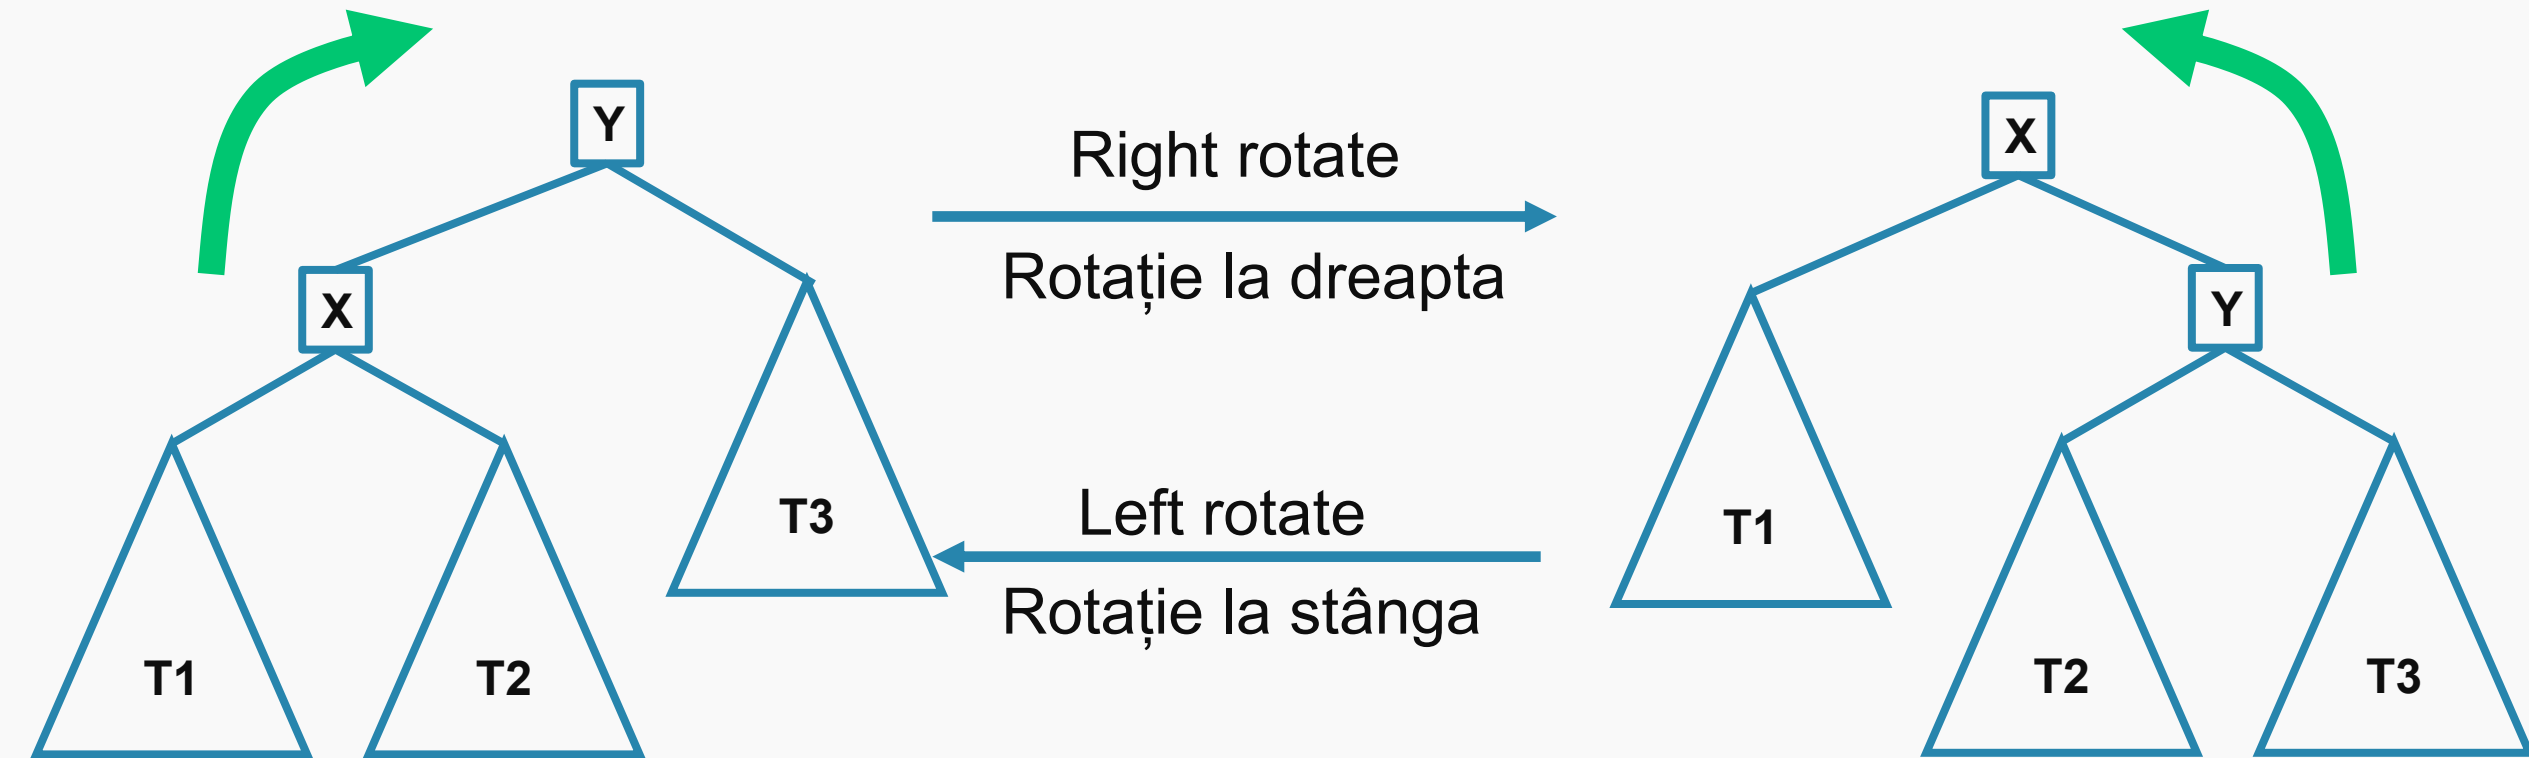 Y
X
T1
T2
T3
Right rotate
Rotație la dreapta
Left rotate
Rotație la stânga
X
Y
T1
T2
T3